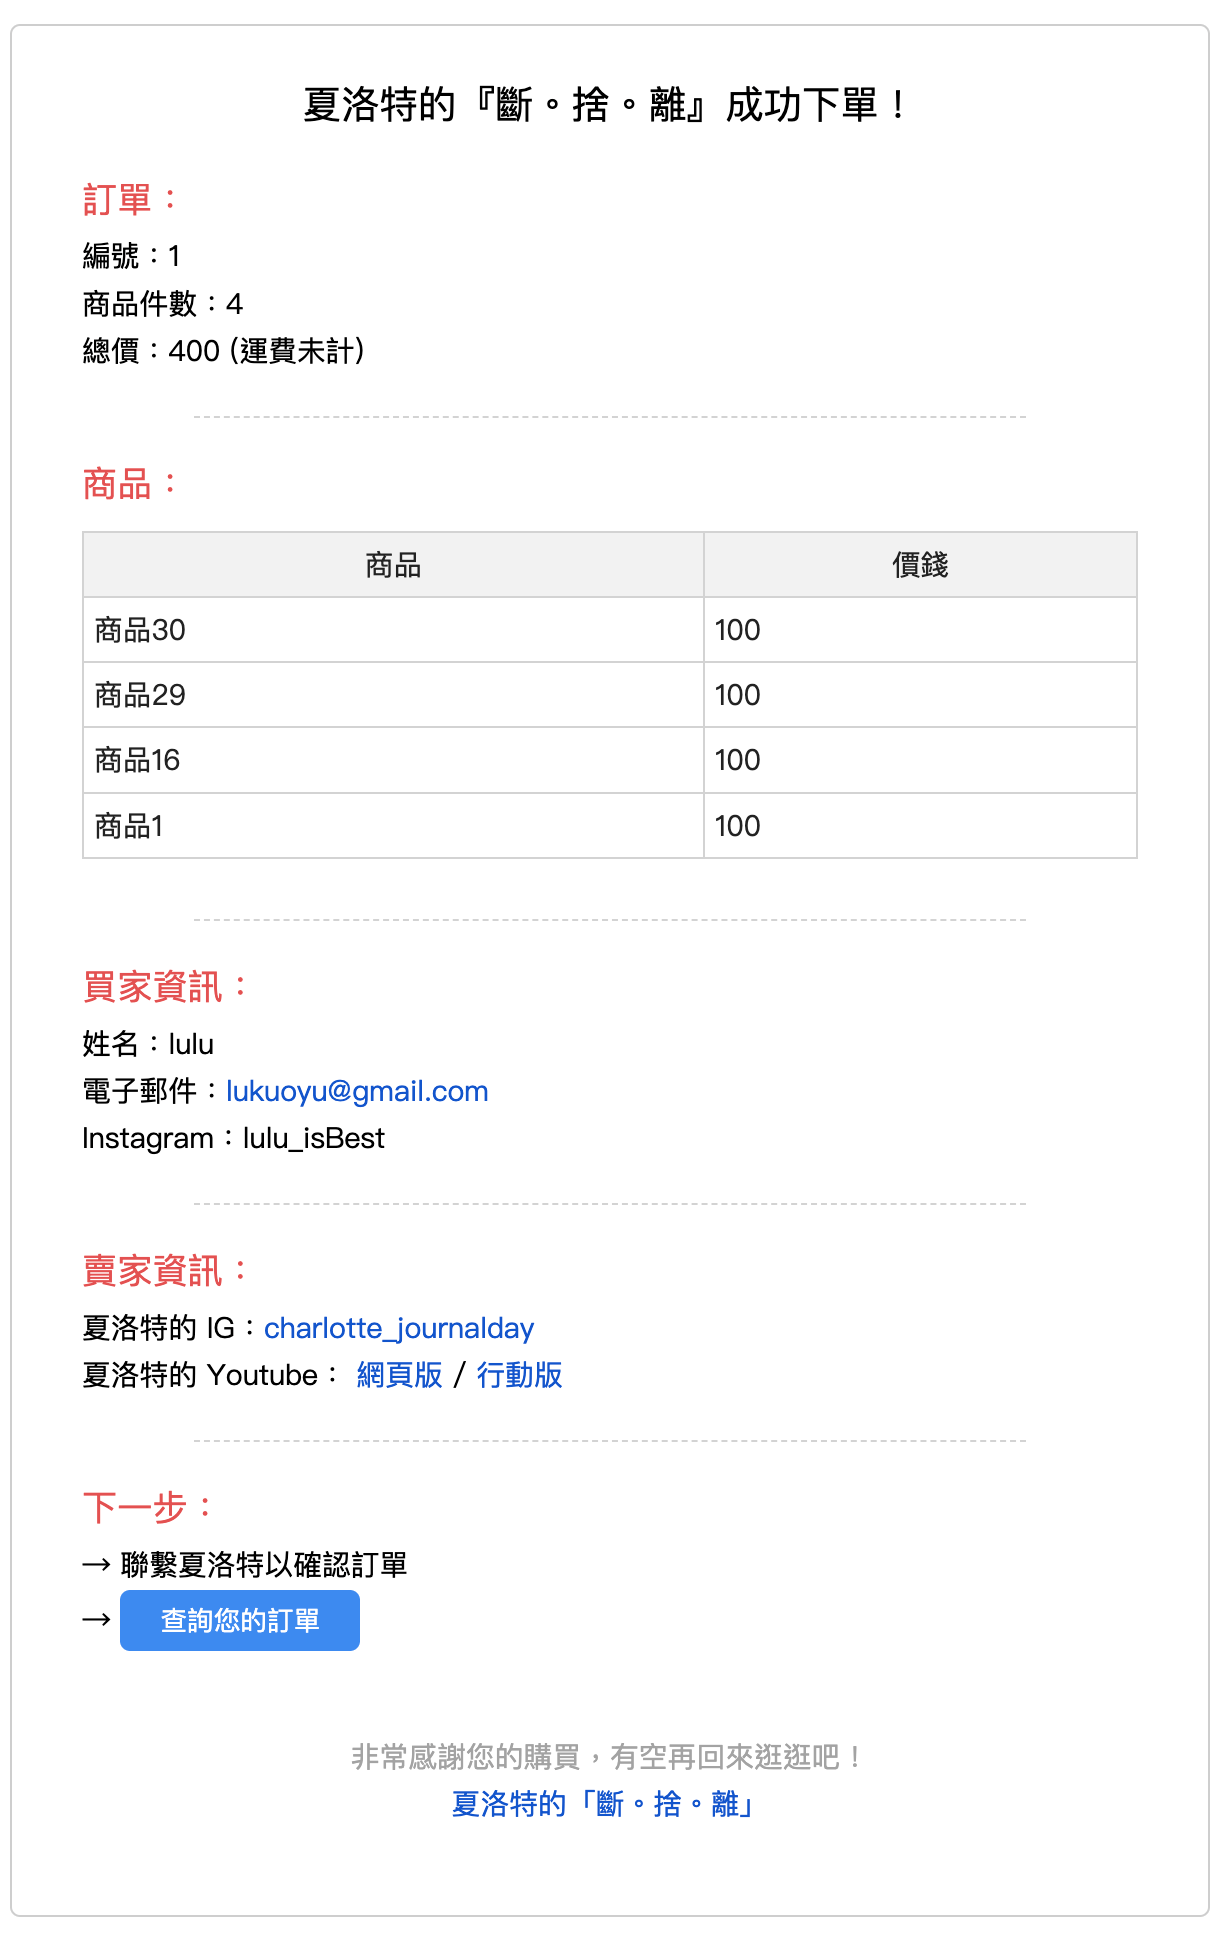 夏洛特的『斷。捨。離』成功下單！
訂單：
編號：1
商品件數：4
總價：400 (運費未計)
商品：
商品 價錢
商品30 100
商品29 100
商品16 100
商品1 100
買家資訊：
姓名：lulu
電子郵件：lukuoyu@gmail.com
Instagram：lulu_isBest
賣家資訊：
夏洛特的 IG：charlotte_journalday
夏洛特的 Youtube： 網頁版 / 行動版
下一步：
→ 聯繫夏洛特以確認訂單
→ 查詢您的訂單
非常感謝您的購買，有空再回來逛逛吧！
夏洛特的「斷。捨。離」